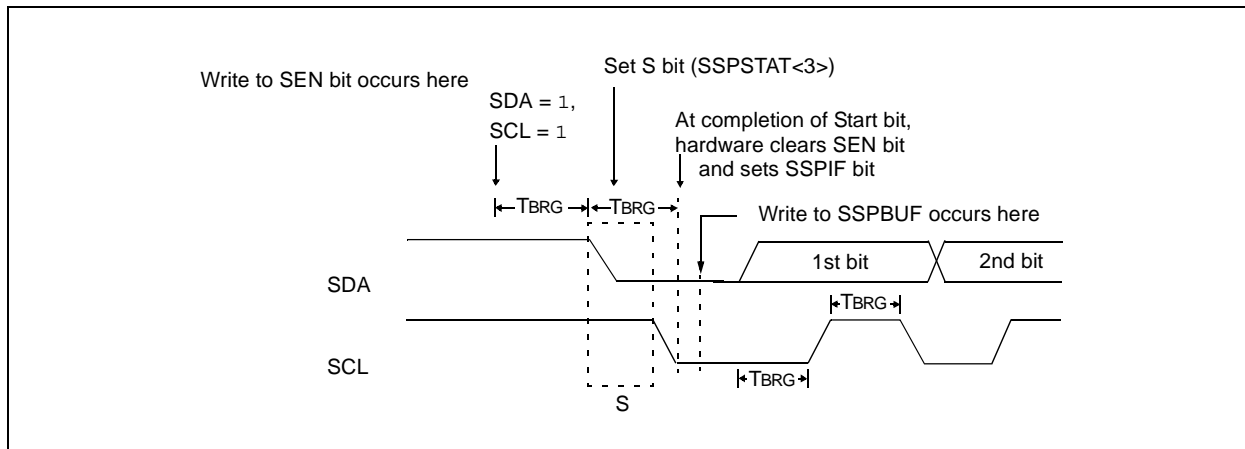 Write to SEN bit occurs here
Set S bit (SSPSTAT<3>)
SDA = 1,
SCL = 1
At completion of Start bit,
hardware clears SEN bit
and sets SSPIF bit
TBRG
TBRG
Write to SSPBUF occurs here
SDA
1st bit
2nd bit
TBRG
SCL
TBRG
S